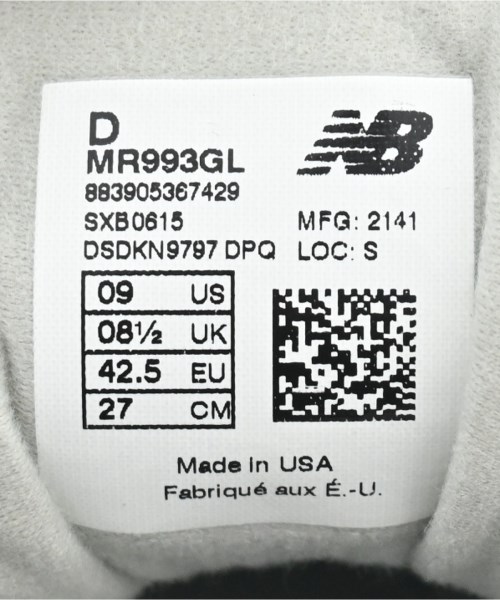 D
MR993GL
883905367429
SXB0615
MFG: 2141
DSDKN9797 DPQ
LOC: S
NB
09 US
08½ UK
42.5 EU
27 CM
Made in USA
Fabriqué aux É.-U.